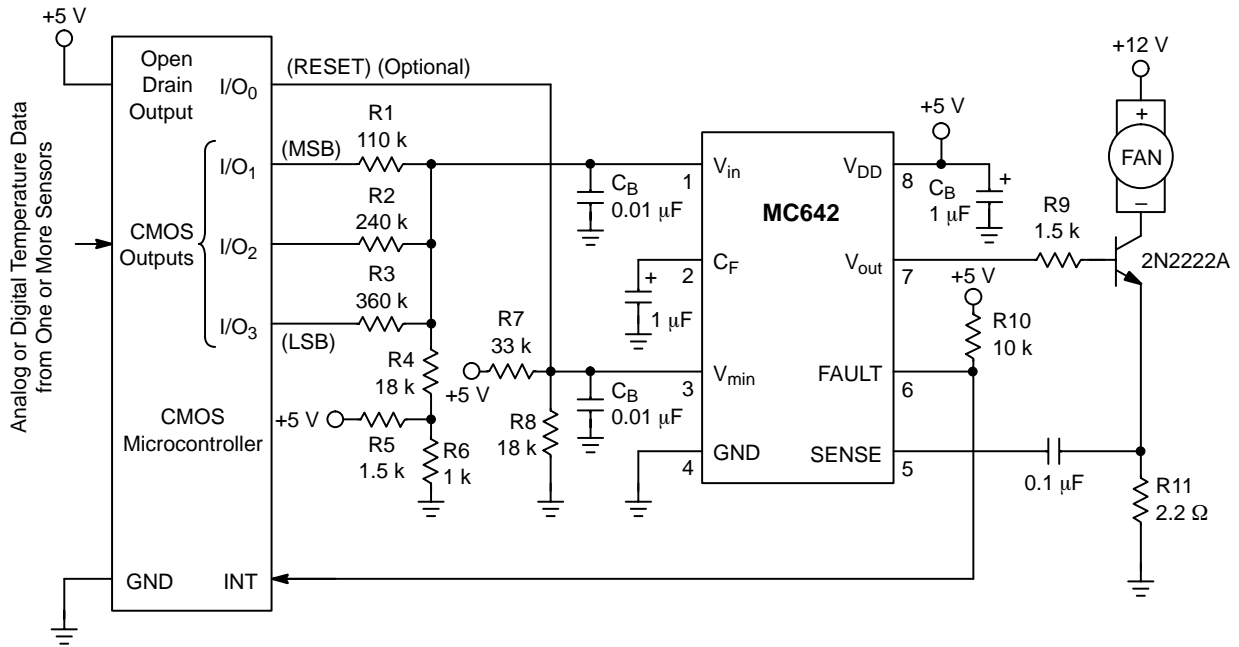 +5 V
Analog or Digital Temperature Data
from One or More Sensors
Open
Drain
Output
I/O0
CMOS
Outputs
I/O1
I/O2
I/O3
CMOS
Microcontroller
GND
INT
(RESET) (Optional)
(MSB)
R1
110 k
R2
240 k
R3
360 k
(LSB)
R4
18 k
+5 V
R5
1.5 k
R6
1 k
R7
33 k
+5 V
R8
18 k
CB
0.01 μF
1 μF
+
CB
0.01 μF
MC642
1
Vin
2
CF
3
Vmin
4
GND
VDD
8
Vout
7
FAULT
6
SENSE
5
+5 V
CB
1 μF
+
R9
1.5 k
+5 V
R10
10 k
0.1 μF
+12 V
+
FAN
–
2N2222A
R11
2.2 Ω